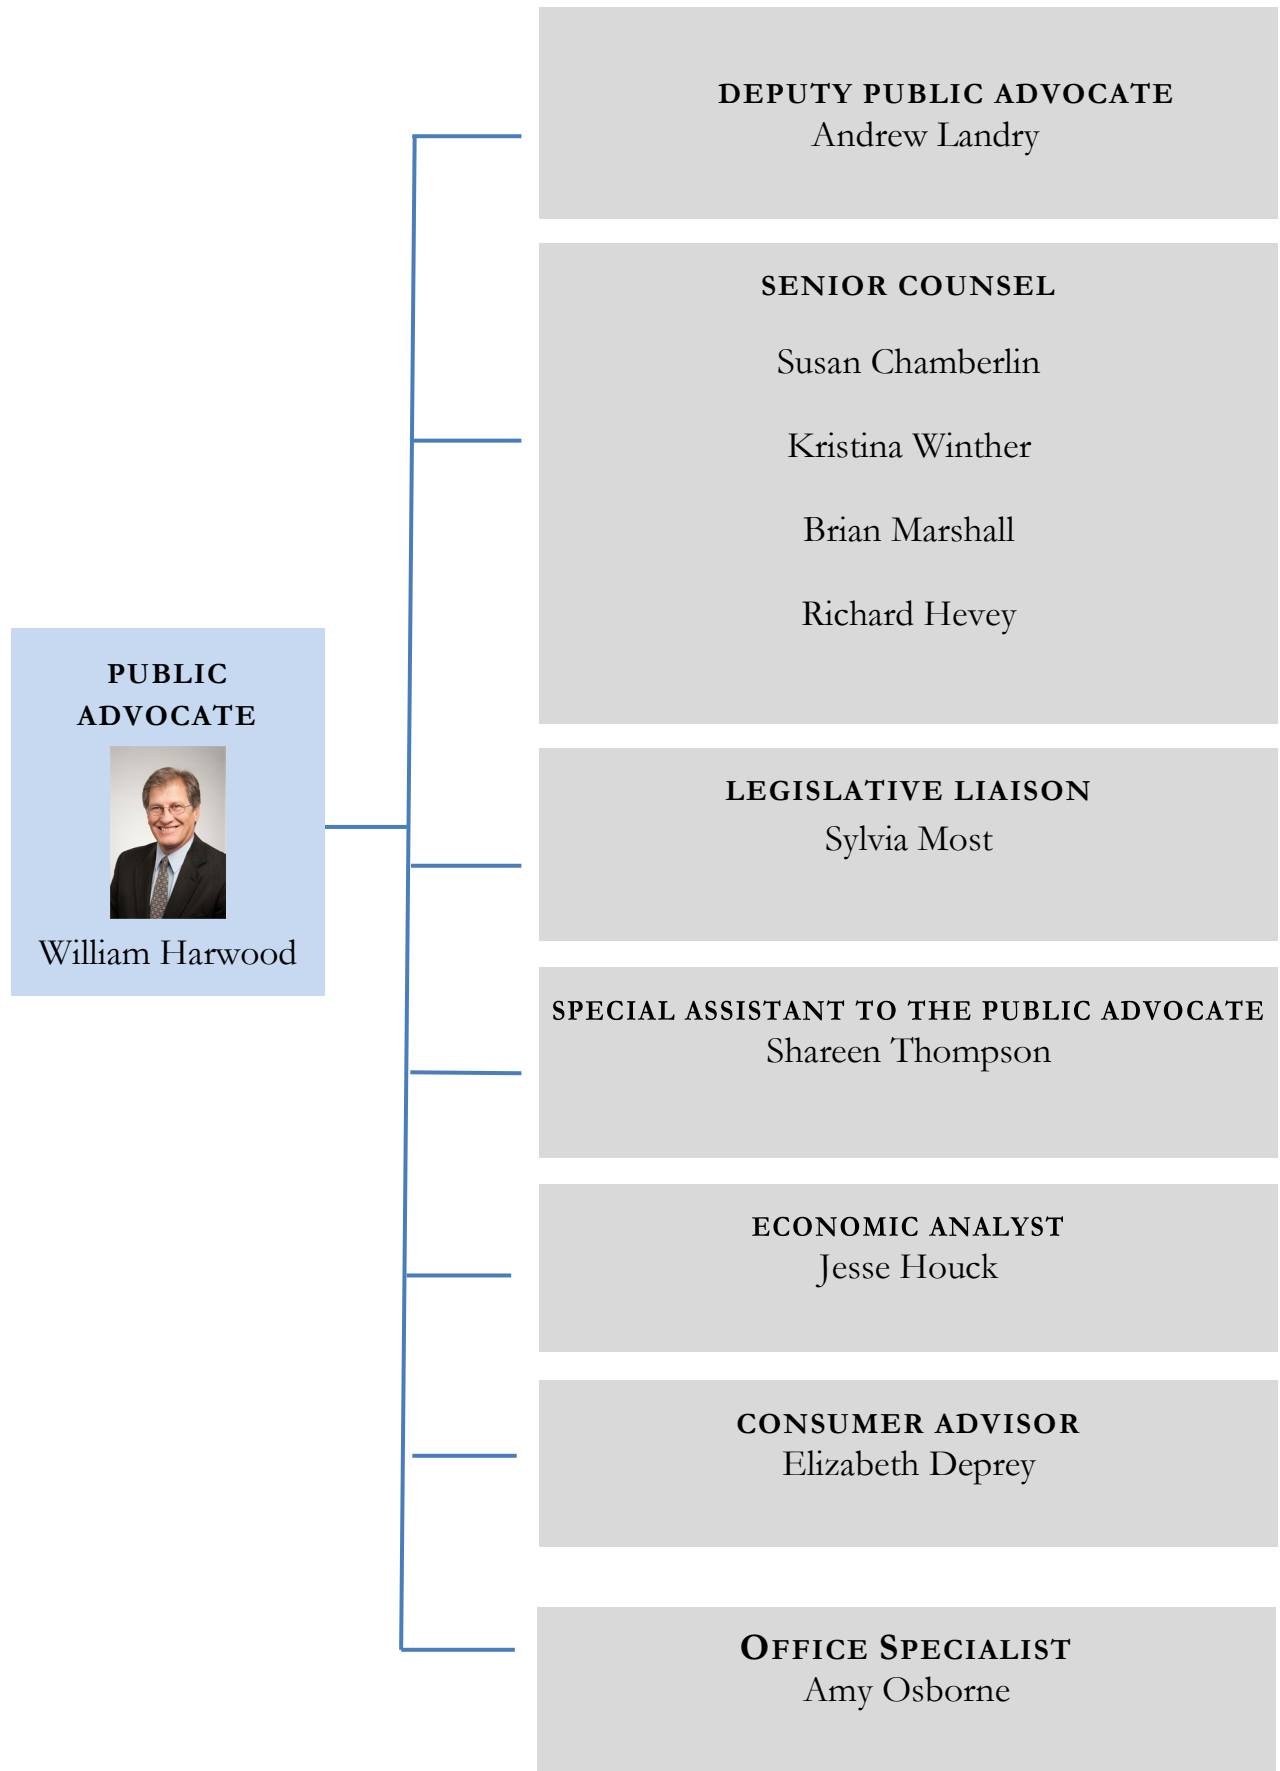 DEPUTY PUBLIC ADVOCATE
Andrew Landry
SENIOR COUNSEL
Susan Chamberlin
Kristina Winther
Brian Marshall
Richard Hevey
PUBLIC
ADVOCATE
William Harwood
LEGISLATIVE LIAISON
Sylvia Most
SPECIAL ASSISTANT TO THE PUBLIC ADVOCATE
Shareen Thompson
ECONOMIC ANALYST
Jesse Houck
CONSUMER ADVISOR
Elizabeth Deprey
OFFICE SPECIALIST
Amy Osborne